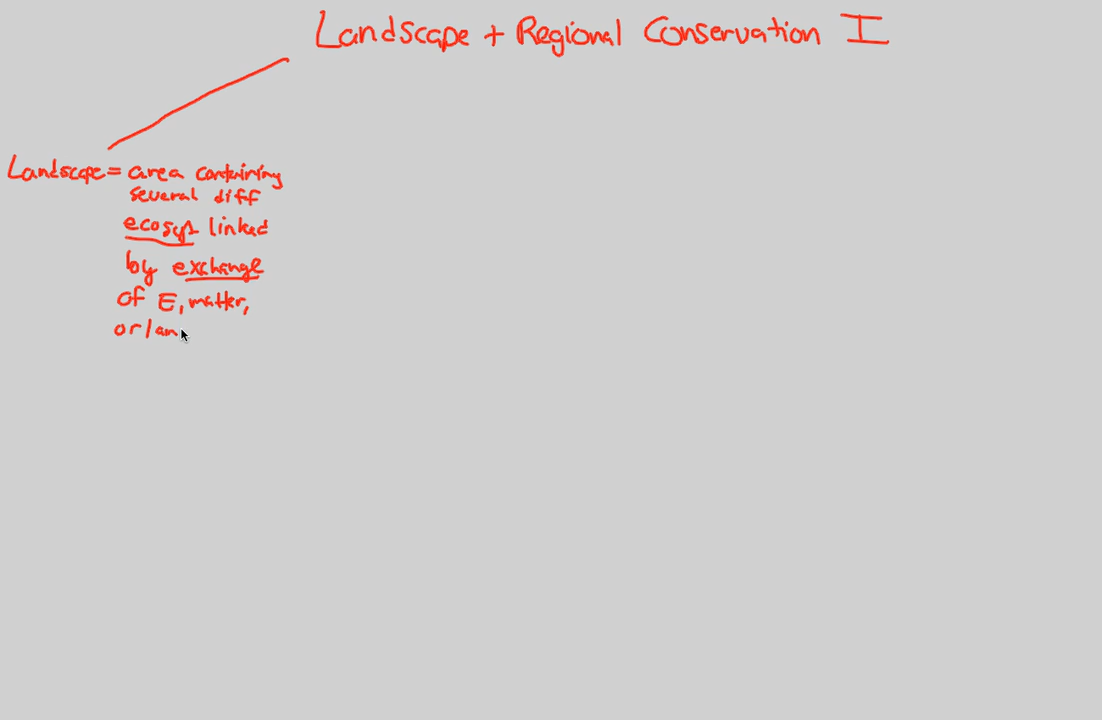 Landscape + Regional Conservation I
Landscape = area containing
several diff
ecosys linked
by exchange
of E, matter,
or/an